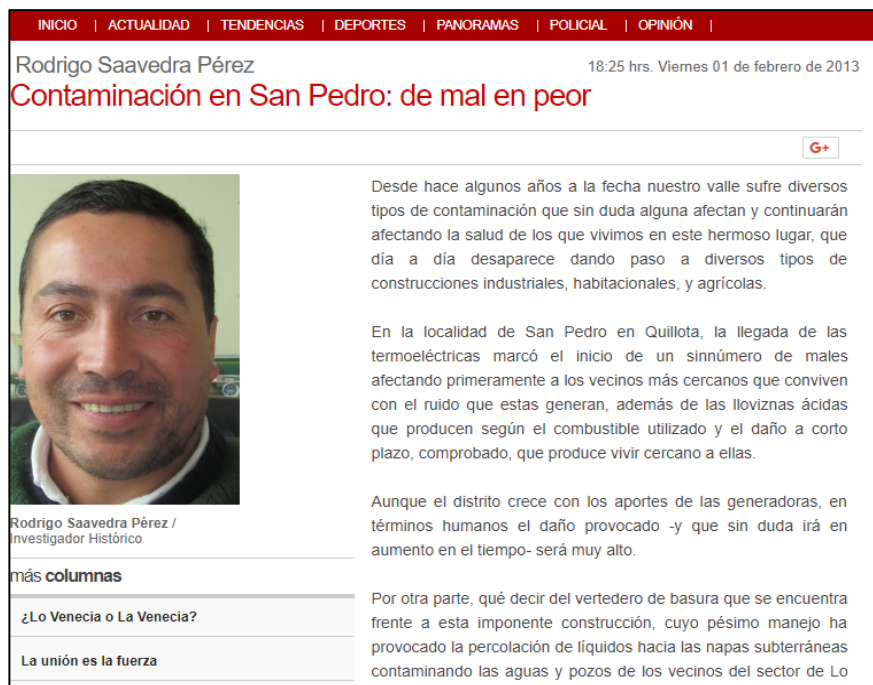 INICIO | ACTUALIDAD | TENDENCIAS | DEPORTES | PANORAMAS | POLICIAL | OPINIÓN |
Rodrigo Saavedra Pérez
18:25 hrs. Viernes 01 de febrero de 2013
Contaminación en San Pedro: de mal en peor
G+
Desde hace algunos años a la fecha nuestro valle sufre diversos
tipos de contaminación que sin duda alguna afectan y continuarán
afectando la salud de los que vivimos en este hermoso lugar, que
día a día desaparece dando paso a diversos tipos de
construcciones industriales, habitacionales, y agrícolas.
En la localidad de San Pedro en Quillota, la llegada de las
termoeléctricas marcó el inicio de un sinnúmero de males
afectando primeramente a los vecinos más cercanos que conviven
con el ruido que estas generan, además de las lloviznas ácidas
que producen según el combustible utilizado y el daño a corto
plazo, comprobado, que produce vivir cercano a ellas.
Aunque el distrito crece con los aportes de las generadoras, en
términos humanos el daño provocado -y que sin duda irá en
aumento en el tiempo- será muy alto.
Por otra parte, qué decir del vertedero de basura que se encuentra
frente a esta imponente construcción, cuyo pésimo manejo ha
provocado la percolación de líquidos hacia las napas subterráneas
contaminando las aguas y pozos de los vecinos del sector de Lo
Rodrigo Saavedra Pérez /
Investigador Histórico
más columnas
¿Lo Venecia o La Venecia?
La unión es la fuerza